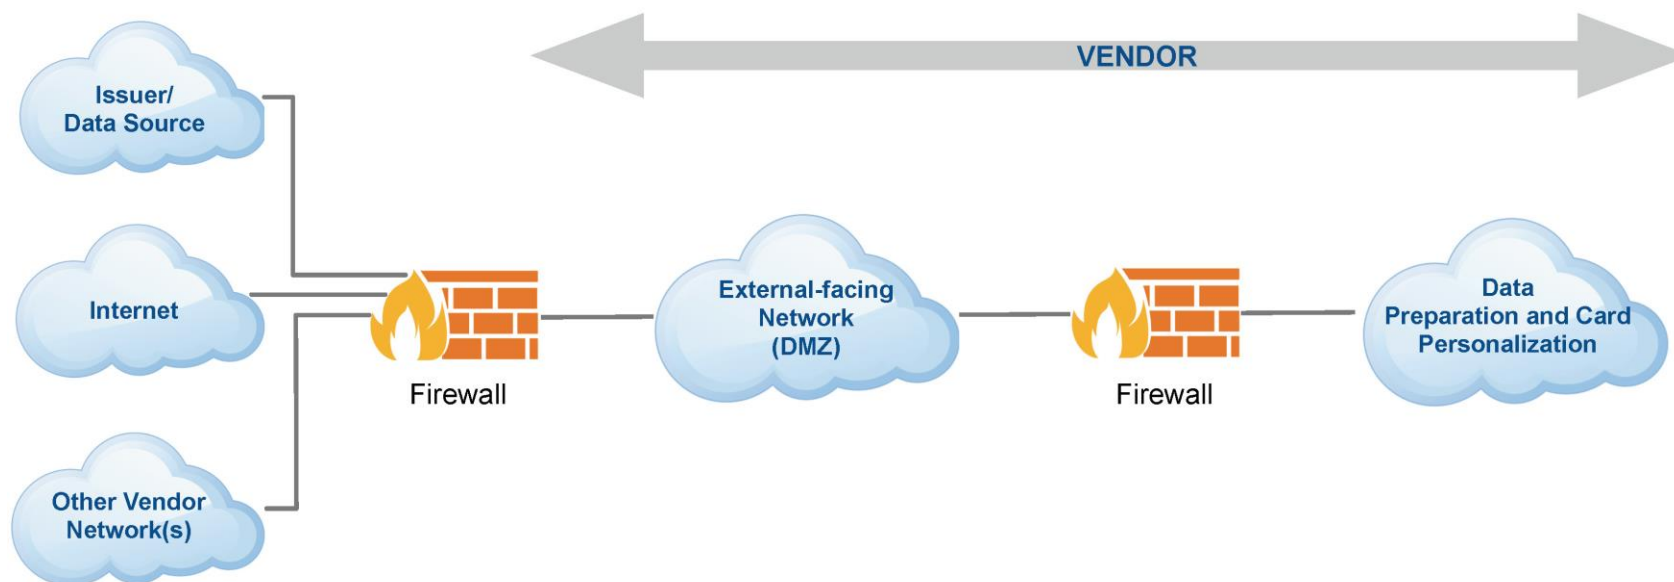 VENDOR
Issuer/
Data Source
Internet
Other Vendor
Network(s)
Firewall
External-facing
Network
(DMZ)
Firewall
Data
Preparation and Card
Personalization